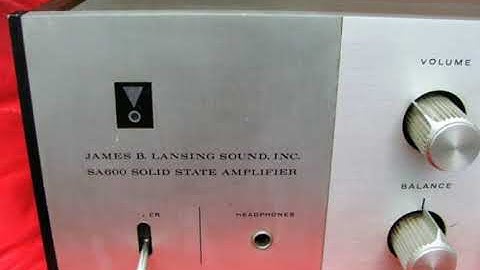 VOLUME
JAMES B. LANSING SOUND, INC.
SA600 SOLID STATE AMPLIFIER
BALANCE
HEADPHONES